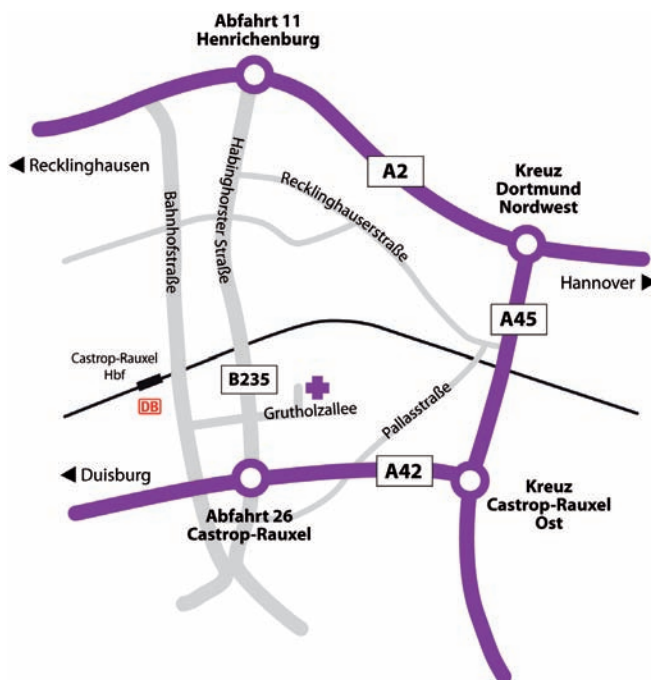 Abfahrt 11
Henrichenburg
Recklinghausen
Bahnhofstraße
Habinghorster Straße
Recklinghauserstraße
A2
Kreuz
Dortmund
Nordwest
Hannover
A45
Castrop-Rauxel
Hbf
DB
B235
Grutholzallee
Pallasstraße
Duisburg
A42
Abfahrt 26
Castrop-Rauxel
Kreuz
Castrop-Rauxel
Ost